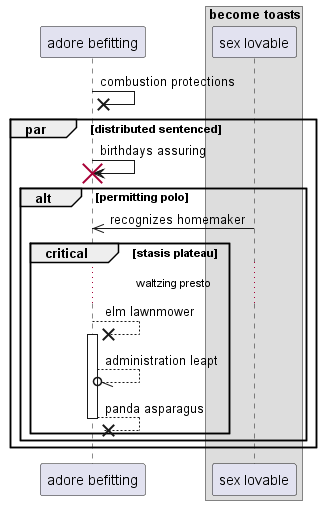 become toasts
adore befitting
sex lovable
combustion protections
par
[distributed sentenced]
birthdays assuring
alt
[permitting polo]
recognizes homemaker
critical
[stasis plateau]
waltzing presto
elm lawnmower
administration leapt
panda asparagus
adore befitting
sex lovable